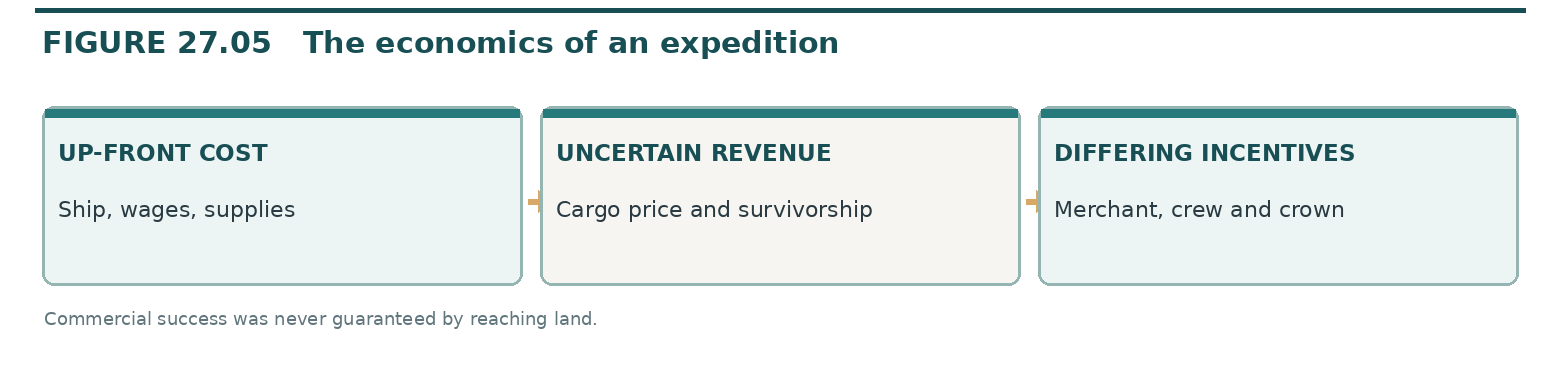 FIGURE 27.05 The economics of an expedition
UP-FRONT COST
Ship, wages, supplies
UNCERTAIN REVENUE
Cargo price and survivorship
DIFFERING INCENTIVES
Merchant, crew and crown
Commercial success was never guaranteed by reaching land.